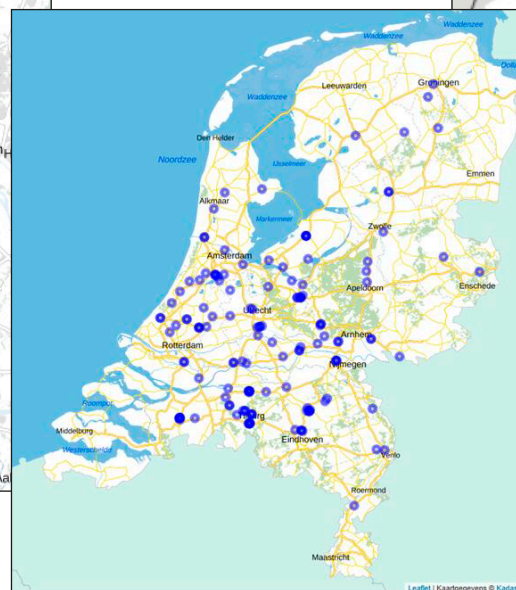 Waddenzee
Waddenzee
Groningen
Leeuwarden
Waddenzee
Den Helder
Noordzee
IJsselmeer
Emmen
Alkmaar
Markermeer
Zwolle
Amsterdam
Apeldoorn
Enschede
Utrecht
Arnhem
Rotterdam
Nijmegen
Roompot
Middelburg
Eindhoven
Westerschelde
Venlo
Roermond
Maastricht
Leaflet | Kaartgegevens © Kadas